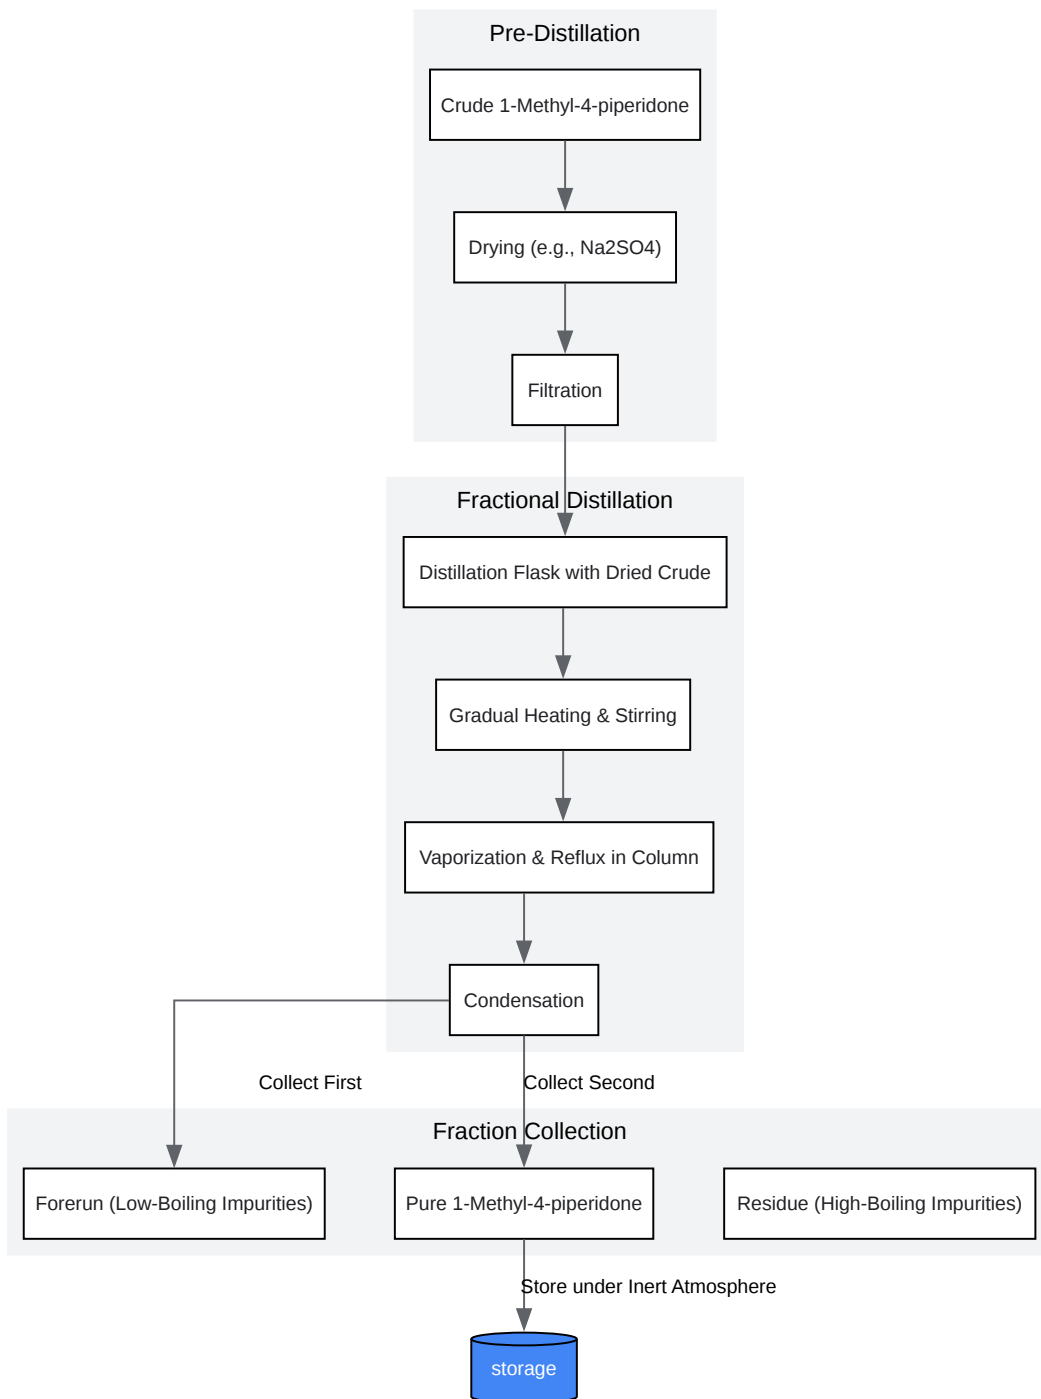 Pre-Distillation
Crude 1-Methyl-4-piperidone
Drying (e.g., Na2SO4)
Filtration
Fractional Distillation
Distillation Flask with Dried Crude
Gradual Heating & Stirring
Vaporization & Reflux in Column
Condensation
Collect First
Collect Second
Fraction Collection
Forerun (Low-Boiling Impurities)
Pure 1-Methyl-4-piperidone
Residue (High-Boiling Impurities)
Store under Inert Atmosphere
storage